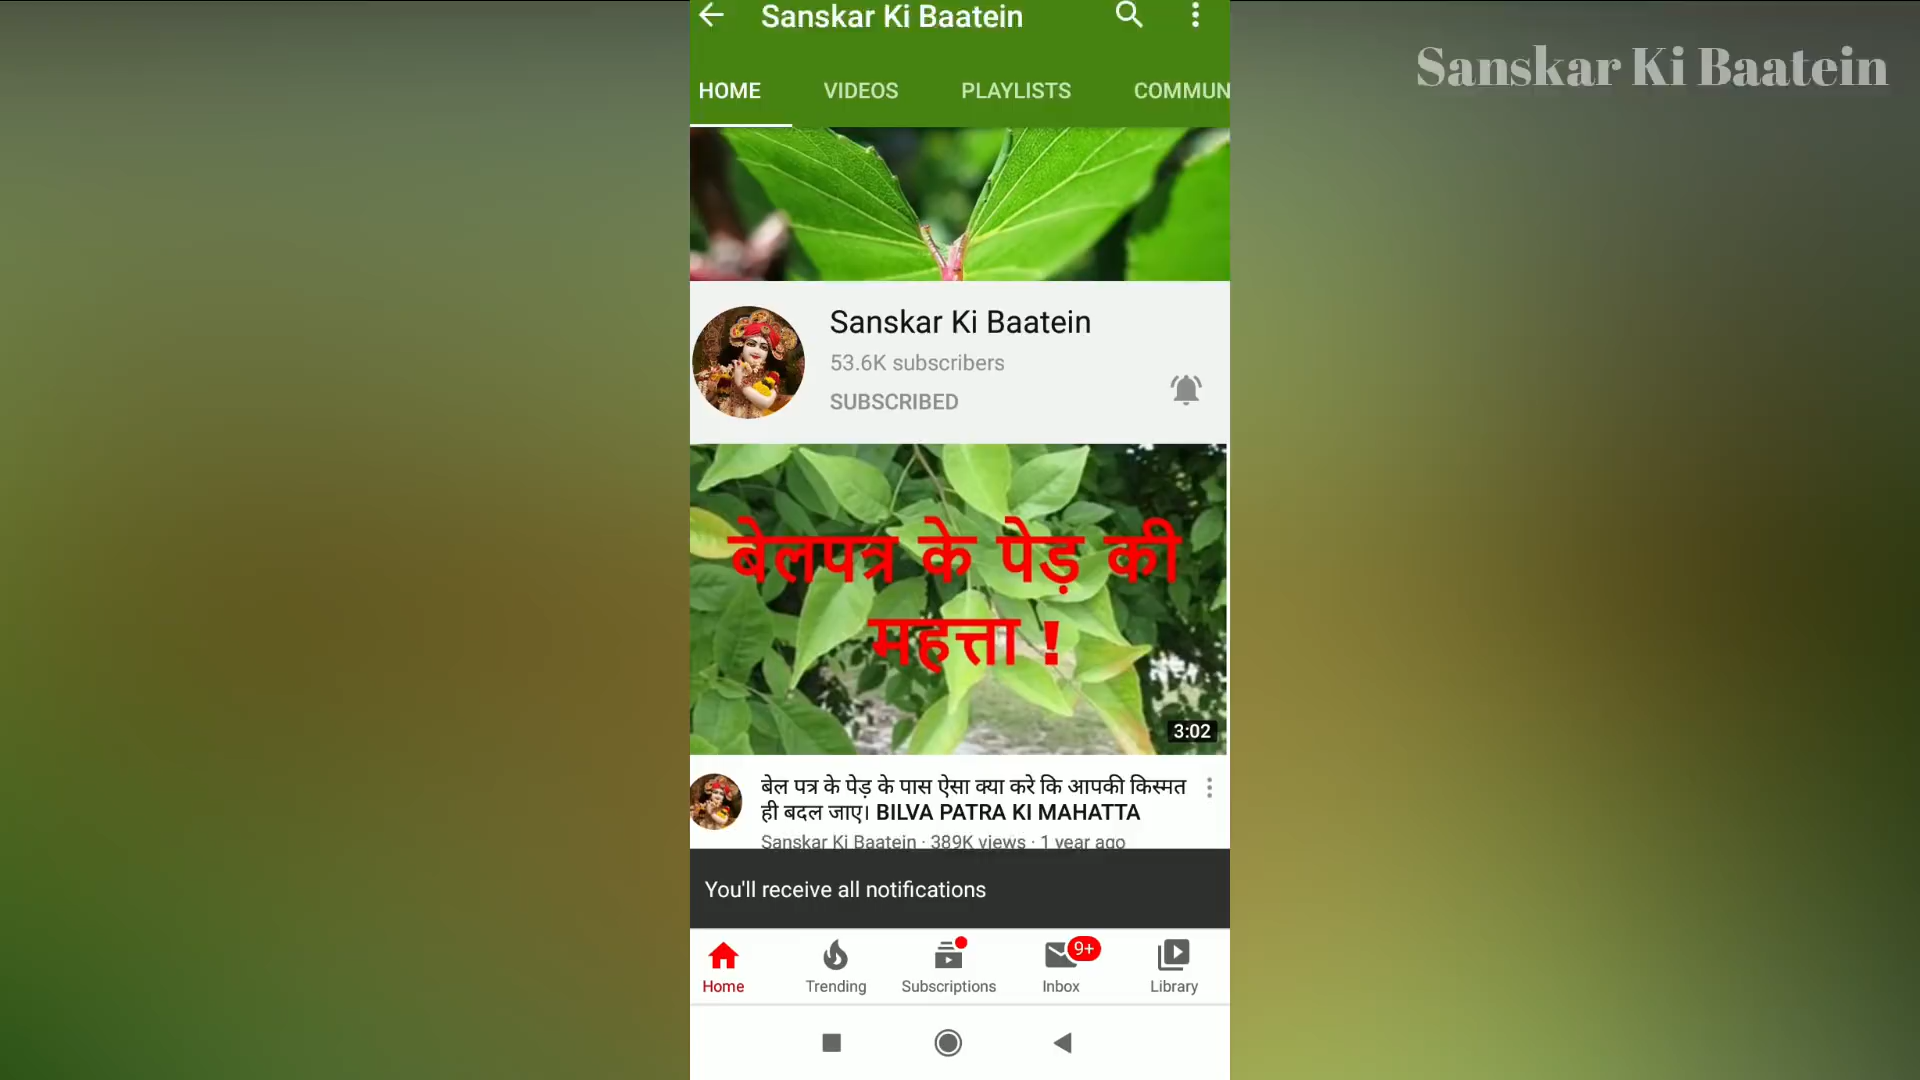 Sanskar Ki Baatein
Sanskar Ki Baatein
HOME VIDEOS PLAYLISTS COMMUN
Sanskar Ki Baatein
53.6K subscribers
SUBSCRIBED
बेलपत्र के पेड़ की
महत्ता !
3:02
बेल पत्र के पेड़ के पास ऐसा क्या करे कि आपकी किस्मत
ही बदल जाए। BILVA PATRA KI MAHATTA
Sanskar Ki Baatein · 389K views · 1 year ago
You'll receive all notifications
9+
Home Trending Subscriptions Inbox Library